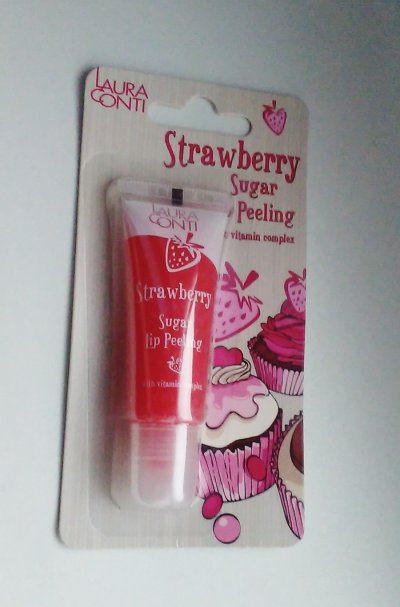 LAURA
CONTI
Strawberry
Sugar
Peeling
vitamin complex
LAURA
CONTI
Strawberry
Sugar
lip Peeling
with vitamin complex